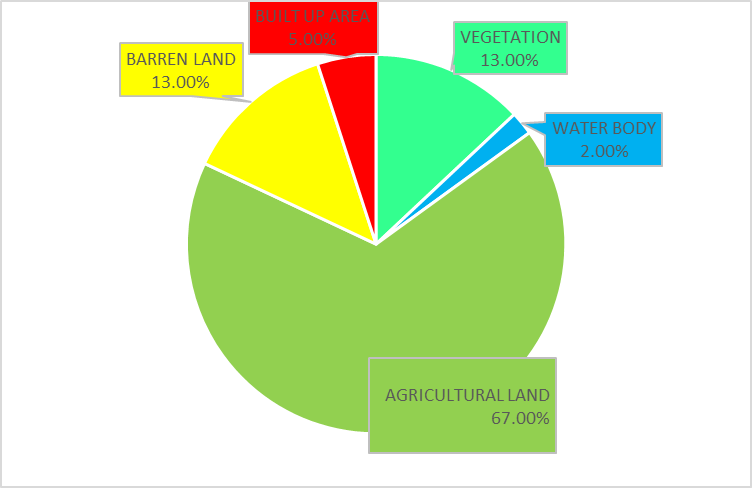 BUILT UP AREA
5.00%
VEGETATION
13.00%
BARREN LAND
13.00%
WATER BODY
2.00%
AGRICULTURAL LAND
67.00%